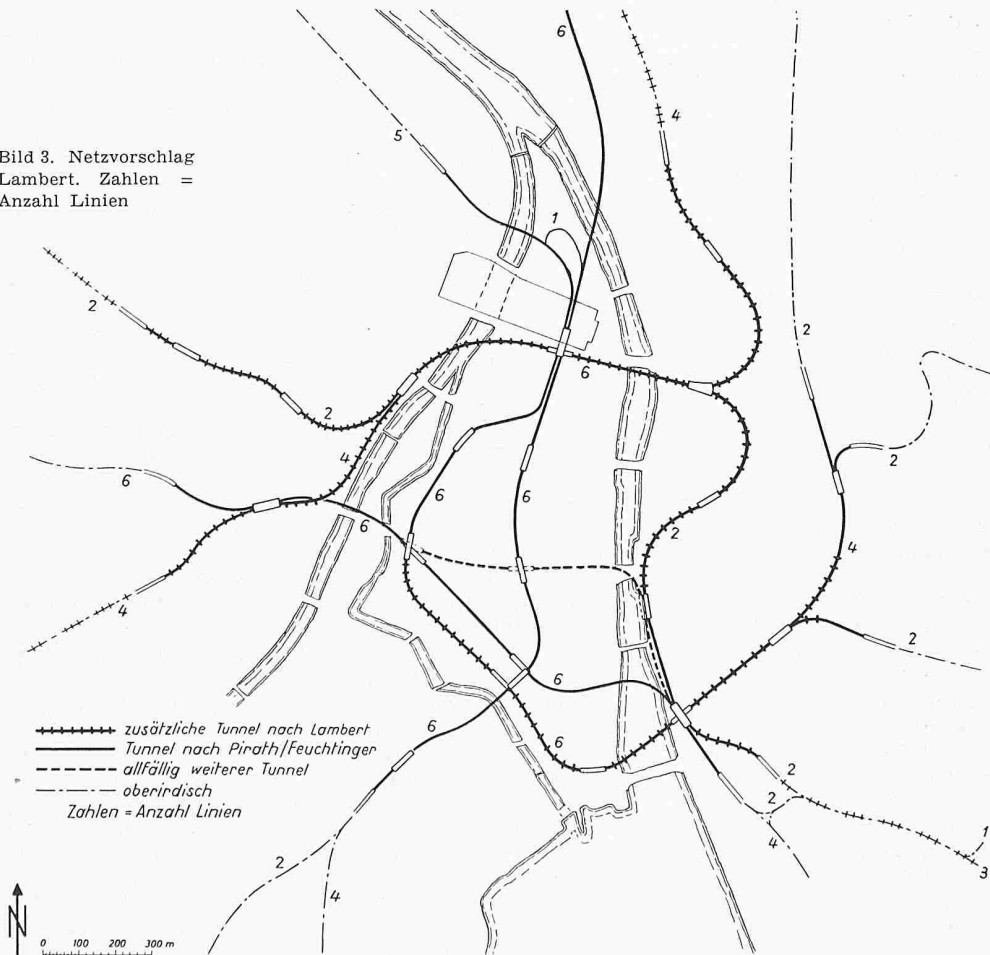 Bild 3. Netzvorschlag
Lambert. Zahlen =
Anzahl Linien
6
4
5
1
2
2
6
2
4
2
6
6
6
6
2
4
4
2
6
6
6
2
2
2
4
1
3
4
zusätzliche Tunnel nach Lambert
Tunnel nach Pirath/Feuchtinger
allfällig weiterer Tunnel
oberirdisch
Zahlen = Anzahl Linien
N
0 100 200 300 m